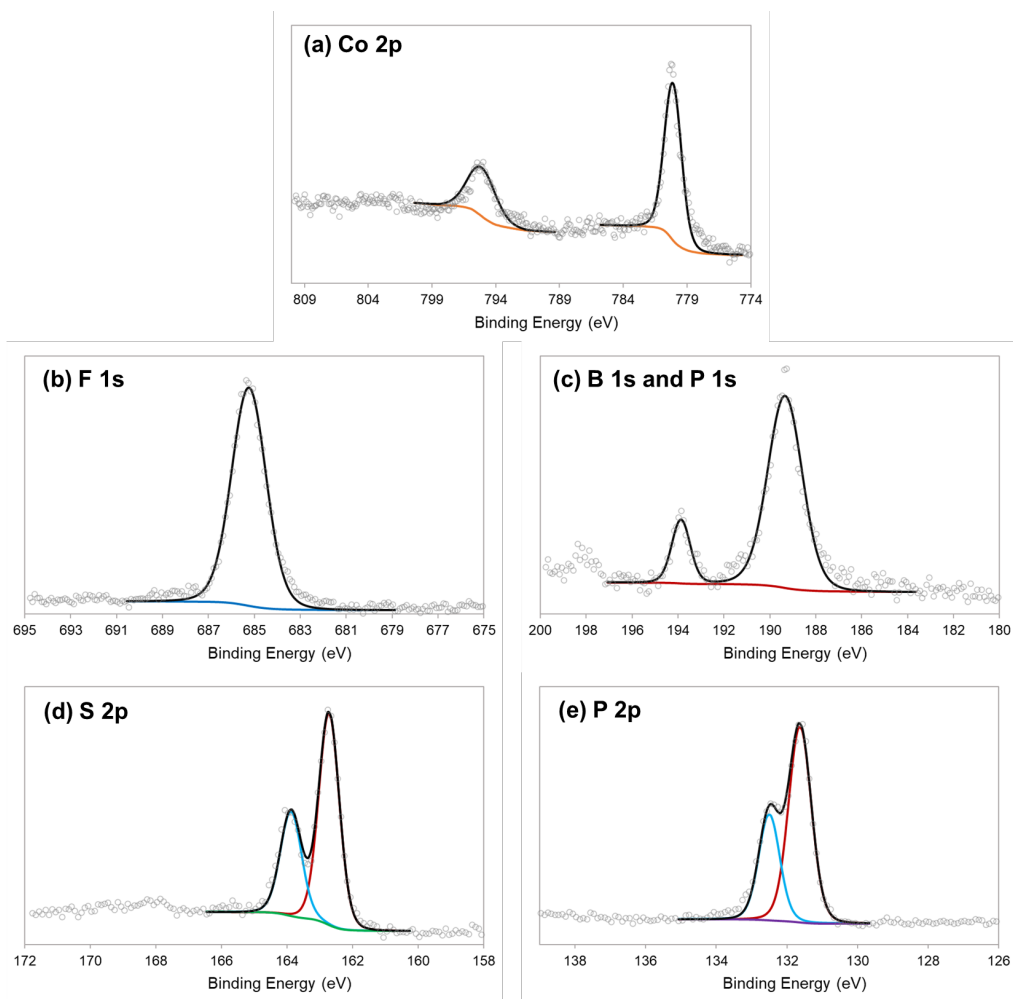 (a) Co 2p
809 804 799 794 789 784 779 774
Binding Energy (eV)
(b) F 1s
695 693 691 689 687 685 683 681 679 677 675
Binding Energy (eV)
(c) B 1s and P 1s
200 198 196 194 192 190 188 186 184 182 180
Binding Energy (eV)
(d) S 2p
172 170 168 166 164 162 160 158
Binding Energy (eV)
(e) P 2p
138 136 134 132 130 128 126
Binding Energy (eV)